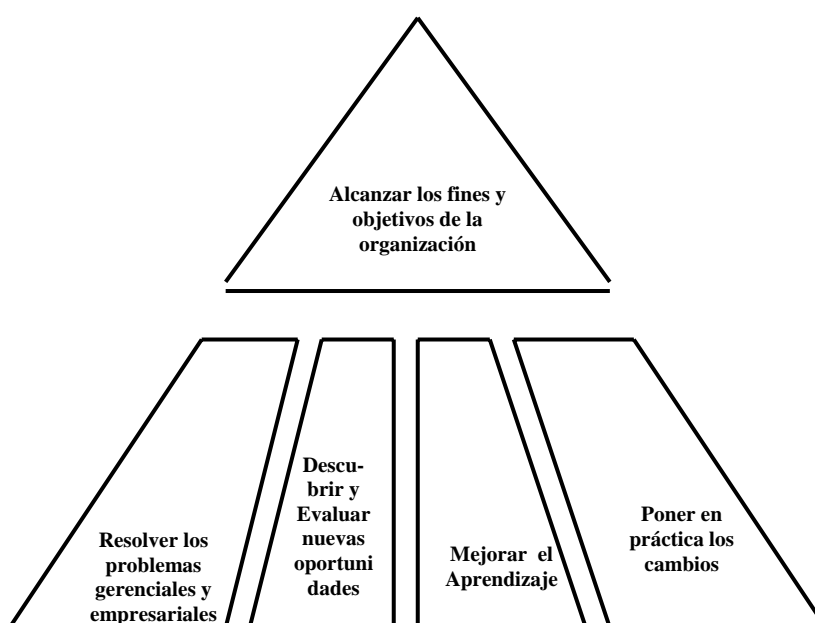 Alcanzar los fines y
objetivos de la
organización
Resolver los
problemas
gerenciales y
empresariales
Descu-
brir y
Evaluar
nuevas
oportuni
dades
Mejorar el
Aprendizaje
Poner en
práctica los
cambios